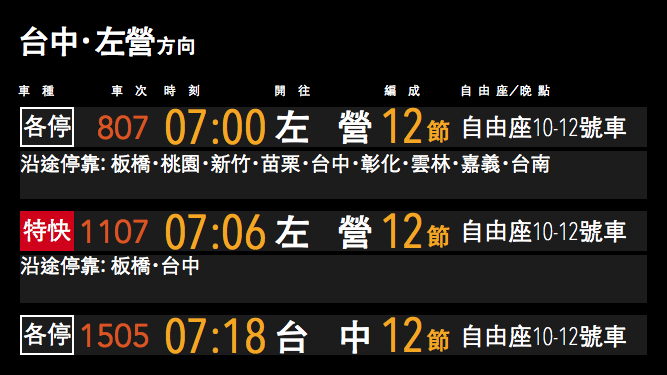 台中·左營方向
車種 車次 時刻 開往 編成 自由座/晚點
各停 807 07:00 左營 12節 自由座10-12號車
沿途停靠: 板橋·桃園·新竹·苗栗·台中·彰化·雲林·嘉義·台南
特快 1107 07:06 左營 12節 自由座10-12號車
沿途停靠: 板橋·台中
各停 1505 07:18 台中 12節 自由座10-12號車